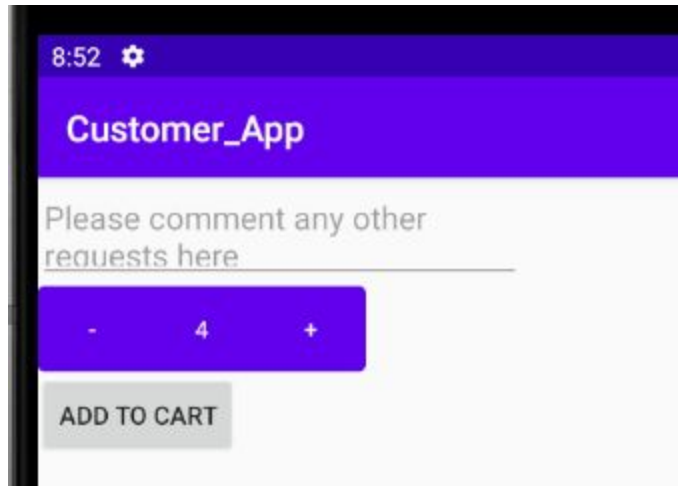 8:52
Customer_App
Please comment any other
requests here
- 4 +
ADD TO CART